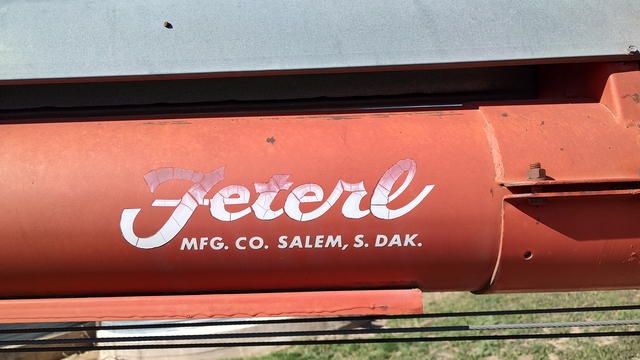 Feterl
MFG. CO. SALEM, S. DAK.